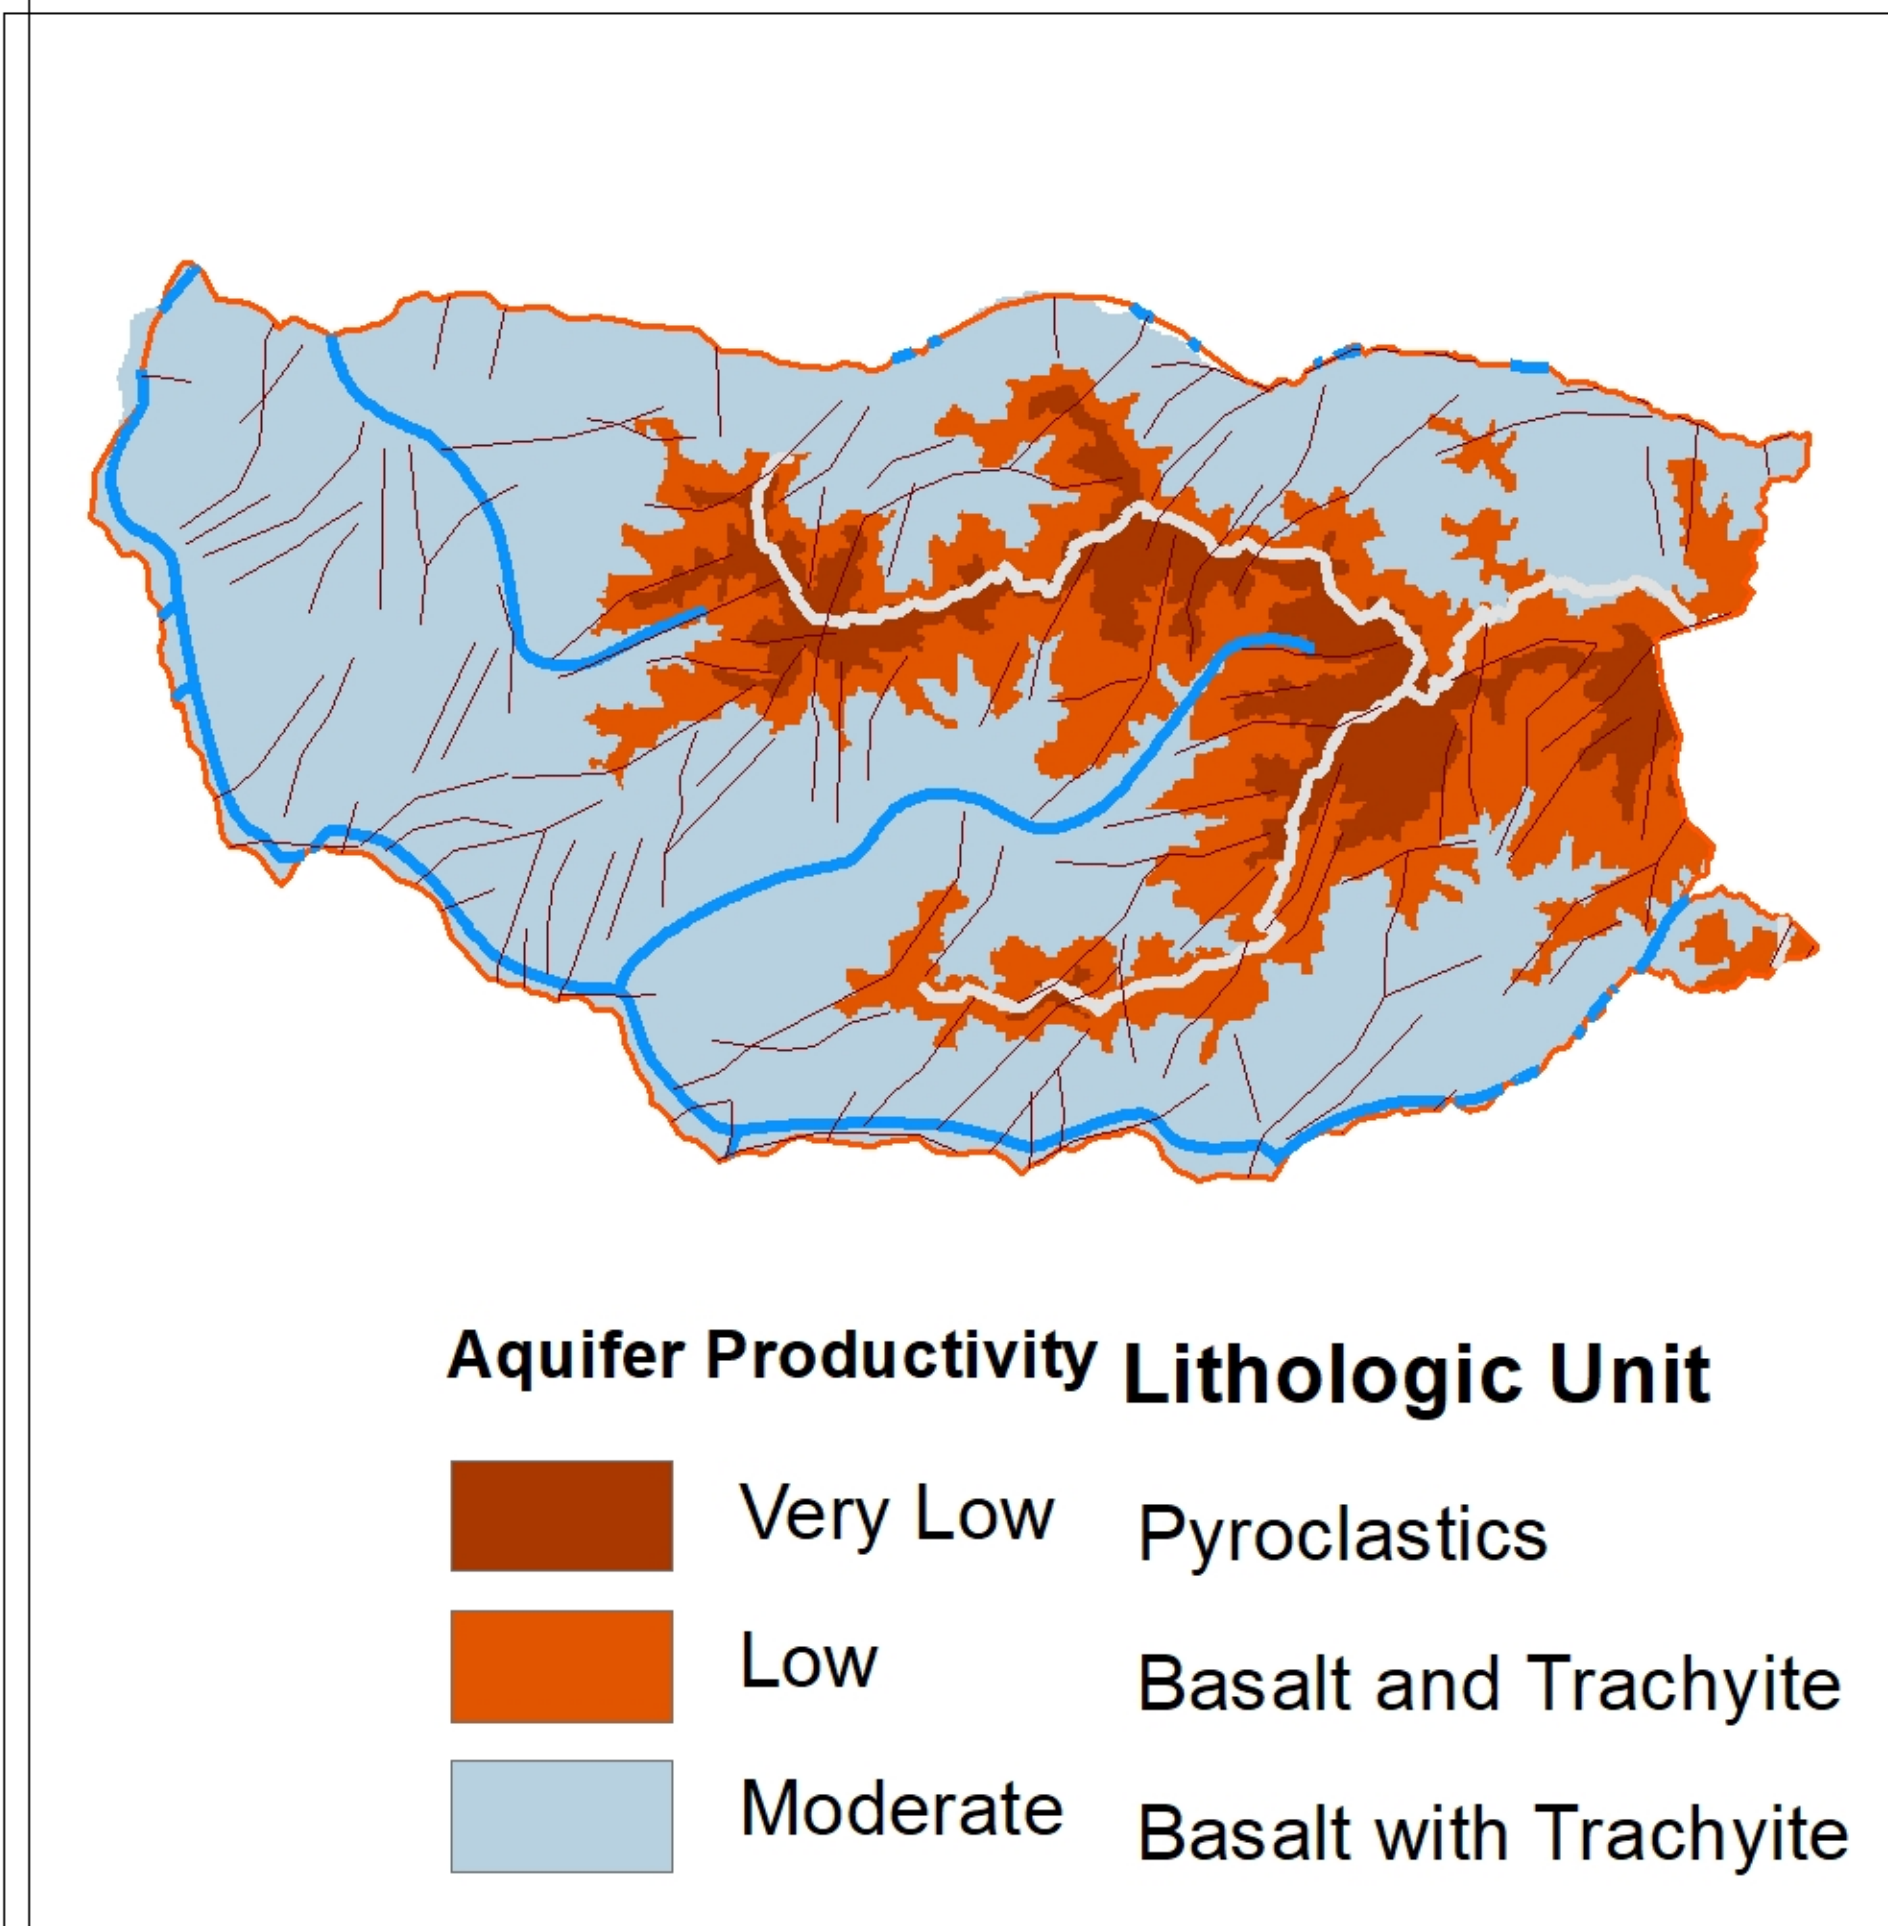 Aquifer Productivity Lithologic Unit
Very Low Pyroclastics
Low Basalt and Trachyite
Moderate Basalt with Trachyite